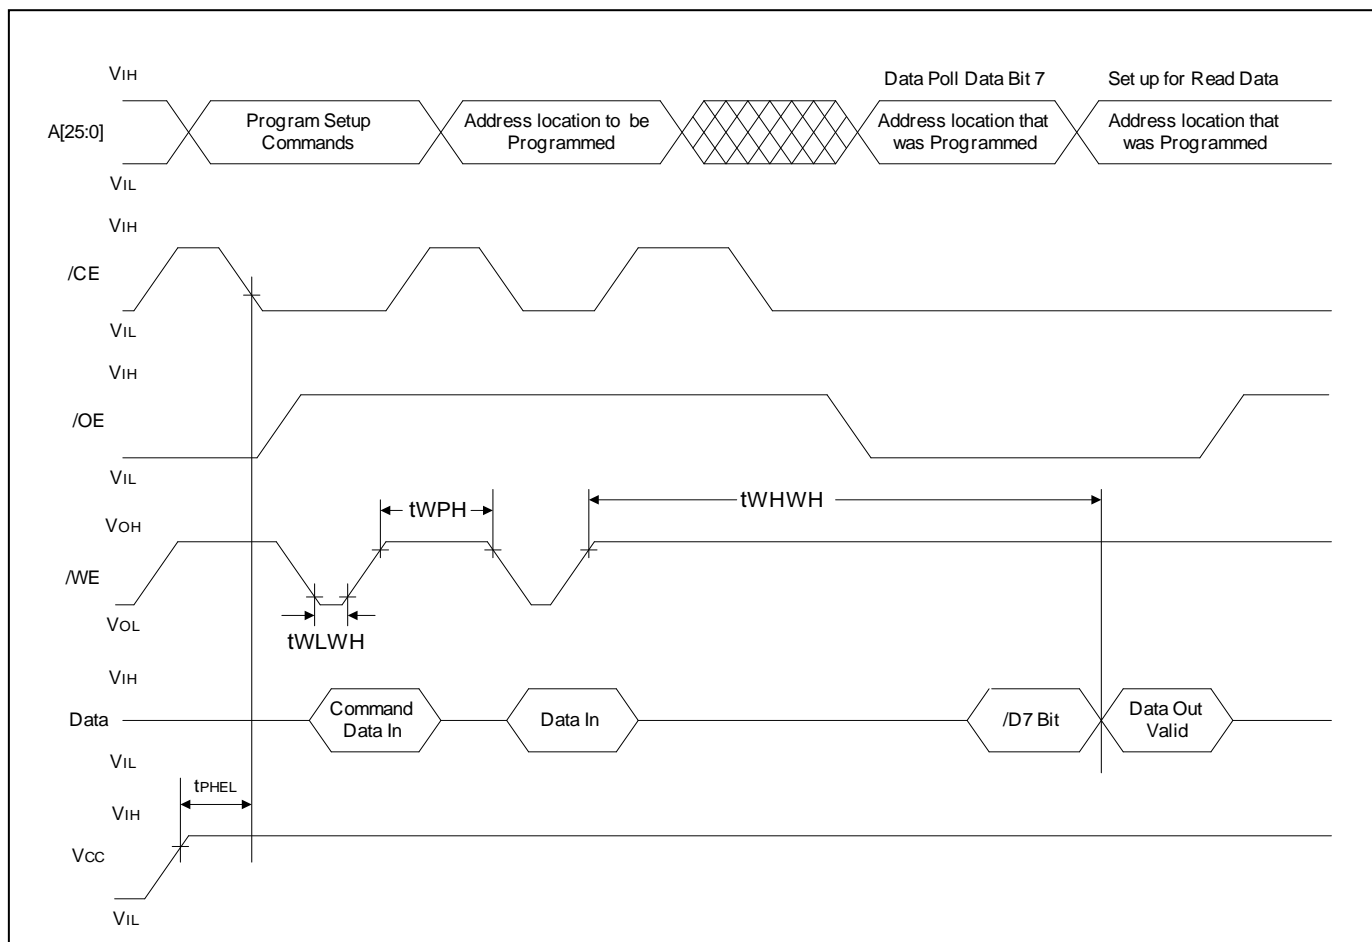 VIH
Data Poll Data Bit 7
Set up for Read Data
A[25:0]
Program Setup
Commands
Address location to be
Programmed
Address location that
was Programmed
Address location that
was Programmed
VIL
VIH
/CE
VIL
VIH
/OE
VIL
tWPH
tWHWH
VOH
/WE
VOL
tWLWH
VIH
Data
Command
Data In
Data In
/D7 Bit
Data Out
Valid
VIL
tPHEL
VIH
VCC
VIL